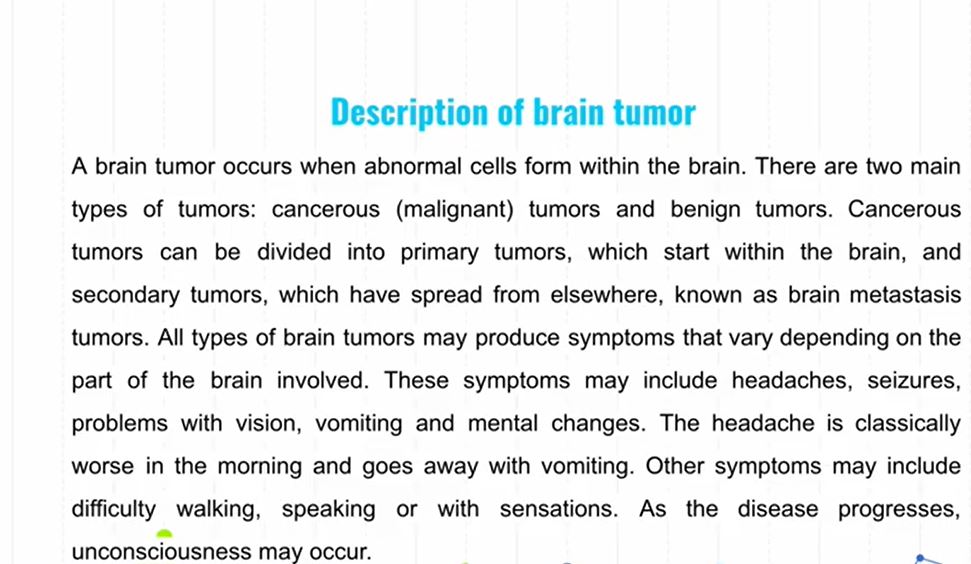 Description of brain tumor
A brain tumor occurs when abnormal cells form within the brain. There are two main
types of tumors: cancerous (malignant) tumors and benign tumors. Cancerous
tumors can be divided into primary tumors, which start within the brain, and
secondary tumors, which have spread from elsewhere, known as brain metastasis
tumors. All types of brain tumors may produce symptoms that vary depending on the
part of the brain involved. These symptoms may include headaches, seizures,
problems with vision, vomiting and mental changes. The headache is classically
worse in the morning and goes away with vomiting. Other symptoms may include
difficulty walking, speaking or with sensations. As the disease progresses,
unconsciousness may occur.